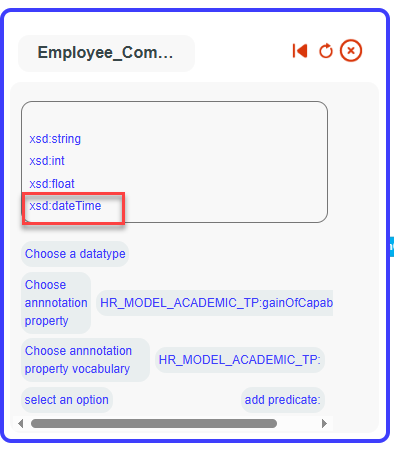 Employee_Com...
xsd:string
xsd:int
xsd:float
xsd:dateTime
Choose a datatype
Choose
annnotation
property
HR_MODEL_ACADEMIC_TP:gainOfCapab
Choose annnotation
property vocabulary
HR_MODEL_ACADEMIC_TP:
select an option
add predicate: